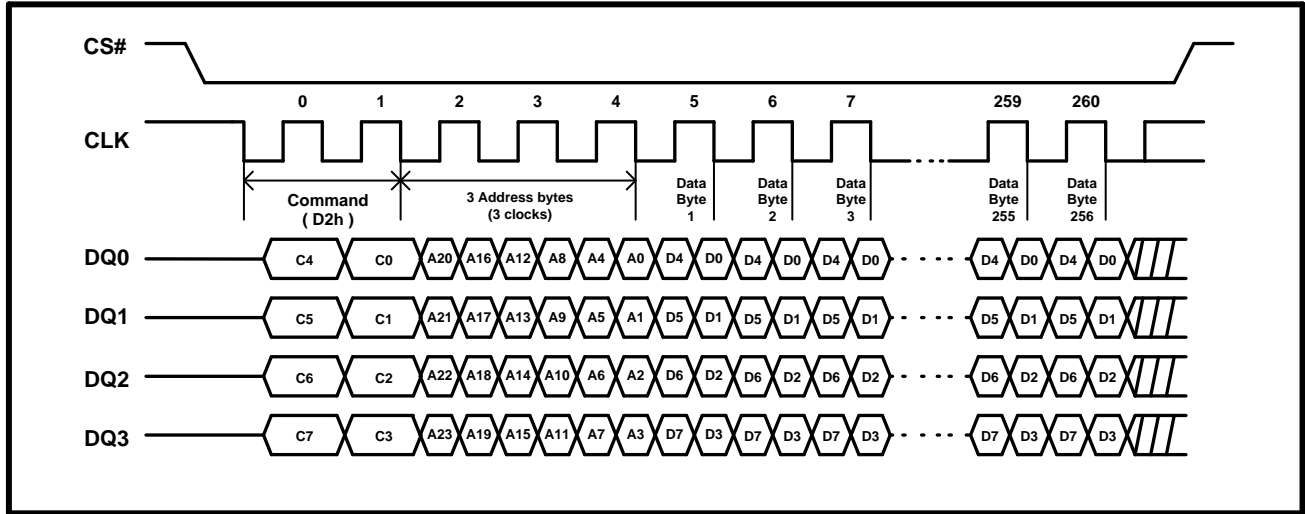 CS#
0 1 2 3 4 5 6 7 259 260
CLK
Command
( D2h )
3 Address bytes
(3 clocks)
Data
Byte
1
Data
Byte
2
Data
Byte
3
Data
Byte
255
Data
Byte
256
DQ0 C4 C0 A20 A16 A12 A8 A4 A0 D4 D0 D4 D0 D4 D0 D4 D0 D4 D0
DQ1 C5 C1 A21 A17 A13 A9 A5 A1 D5 D1 D5 D1 D5 D1 D5 D1 D5 D1
DQ2 C6 C2 A22 A18 A14 A10 A6 A2 D6 D2 D6 D2 D6 D2 D6 D2 D6 D2
DQ3 C7 C3 A23 A19 A15 A11 A7 A3 D7 D3 D7 D3 D7 D3 D7 D3 D7 D3